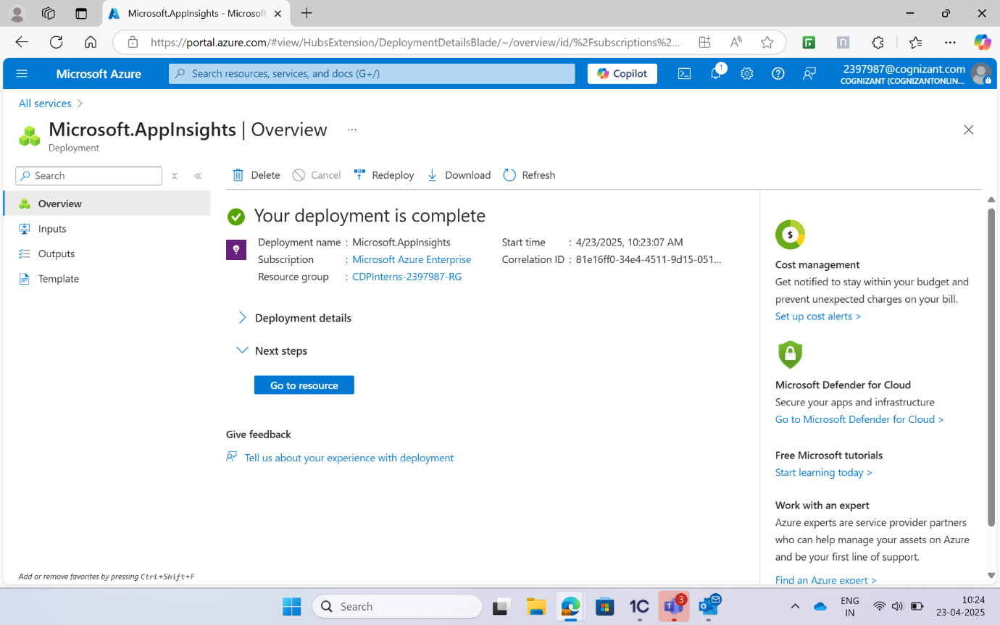 Microsoft.AppInsights - Microsoft
https://portal.azure.com/#view/HubsExtension/DeploymentDetailsBlade/~/overview/id/%2Fsubscriptions%2...
Microsoft Azure
Search resources, services, and docs (G+/)
Copilot
1
2397987@cognizant.com
COGNIZANT (COGNIZANTONLIN...
All services >
Microsoft.AppInsights | Overview ...
Deployment
Search
Delete
Cancel
Redeploy
Download
Refresh
Overview
Inputs
Outputs
Template
Your deployment is complete
Deployment name : Microsoft.AppInsights
Subscription : Microsoft Azure Enterprise
Resource group : CDPInterns-2397987-RG
Start time : 4/23/2025, 10:23:07 AM
Correlation ID : 81e16ff0-34e4-4511-9d15-051...
Deployment details
Next steps
Go to resource
Give feedback
Tell us about your experience with deployment
$
Cost management
Get notified to stay within your budget and
prevent unexpected charges on your bill.
Set up cost alerts >
Microsoft Defender for Cloud
Secure your apps and infrastructure
Go to Microsoft Defender for Cloud >
Free Microsoft tutorials
Start learning today >
Work with an expert
Azure experts are service provider partners
who can help manage your assets on Azure
and be your first line of support.
Find an Azure expert >
Add or remove favorites by pressing Ctrl+Shift+F
Search
1C
3
ENG
IN
10:24
23-04-2025